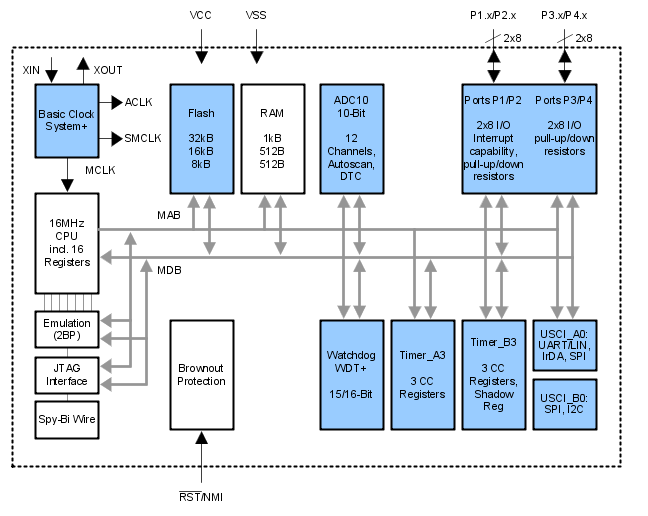 VCC
VSS
P1.x/P2.x
P3.x/P4.x
2x8
2x8
XIN
XOUT
Basic Clock
System+
ACLK
SMCLK
MCLK
Flash
32kB
16kB
8kB
RAM
1kB
512B
512B
ADC10
10-Bit
12
Channels,
Autoscan,
DTC
Ports P1/P2
2x8 I/O
Interrupt
capability,
pull-up/down
resistors
Ports P3/P4
2x8 I/O
pull-up/down
resistors
16MHz
CPU
incl. 16
Registers
MAB
MDB
Emulation
(2BP)
JTAG
Interface
Spy-Bi Wire
Brownout
Protection
Watchdog
WDT+
15/16-Bit
Timer_A3
3 CC
Registers
Timer_B3
3 CC
Registers,
Shadow
Reg
USCI_A0:
UART/LIN,
IrDA, SPI
USCI_B0:
SPI, I2C
RST/NMI